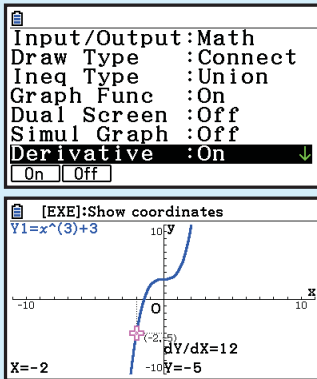 Input/Output:Math
Draw Type :Connect
Ineq Type :Union
Graph Func :On
Dual Screen :Off
Simul Graph :Off
Derivative :On ↓
On Off
[EXE]:Show coordinates
Y1=x^(3)+3
10 y
x
-10 O 10
(-2,-5)
dY/dX=12
X=-2 -10 Y=-5